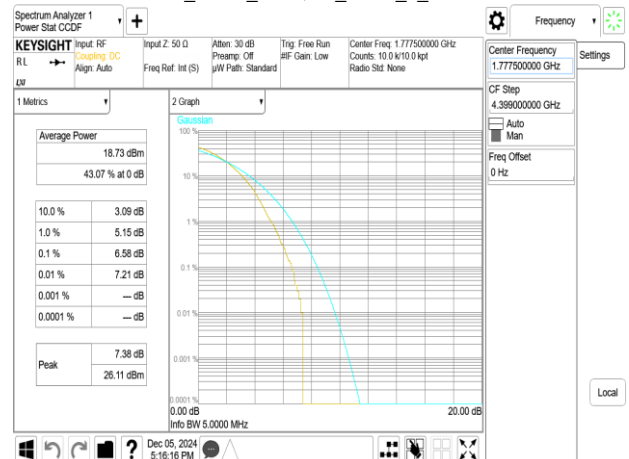 Spectrum Analyzer 1
Power Stat CCDF
Frequency
KEYSIGHT
RL
LXI
Input: RF
Coupling: DC
Align: Auto
Input Z: 50 Ω
Freq Ref: Int (S)
Atten: 30 dB
Preamp: Off
µW Path: Standard
Trig: Free Run
#IF Gain: Low
Center Freq: 1.777500000 GHz
Counts: 10.0 k/10.0 kpt
Radio Std: None
Center Frequency
1.777500000 GHz
Settings
CF Step
4.399000000 GHz
Auto
Man
Freq Offset
0 Hz
1 Metrics
2 Graph
Average Power
18.73 dBm
43.07 % at 0 dB
10.0 % 3.09 dB
1.0 % 5.15 dB
0.1 % 6.58 dB
0.01 % 7.21 dB
0.001 % --- dB
0.0001 % --- dB
Peak
7.38 dB
26.11 dBm
Gaussian
100 %
10 %
1 %
0.1 %
0.01 %
0.001 %
0.0001 %
0.00 dB 20.00 dB
Info BW 5.0000 MHz
Local
?
Dec 05, 2024
5:16:16 PM